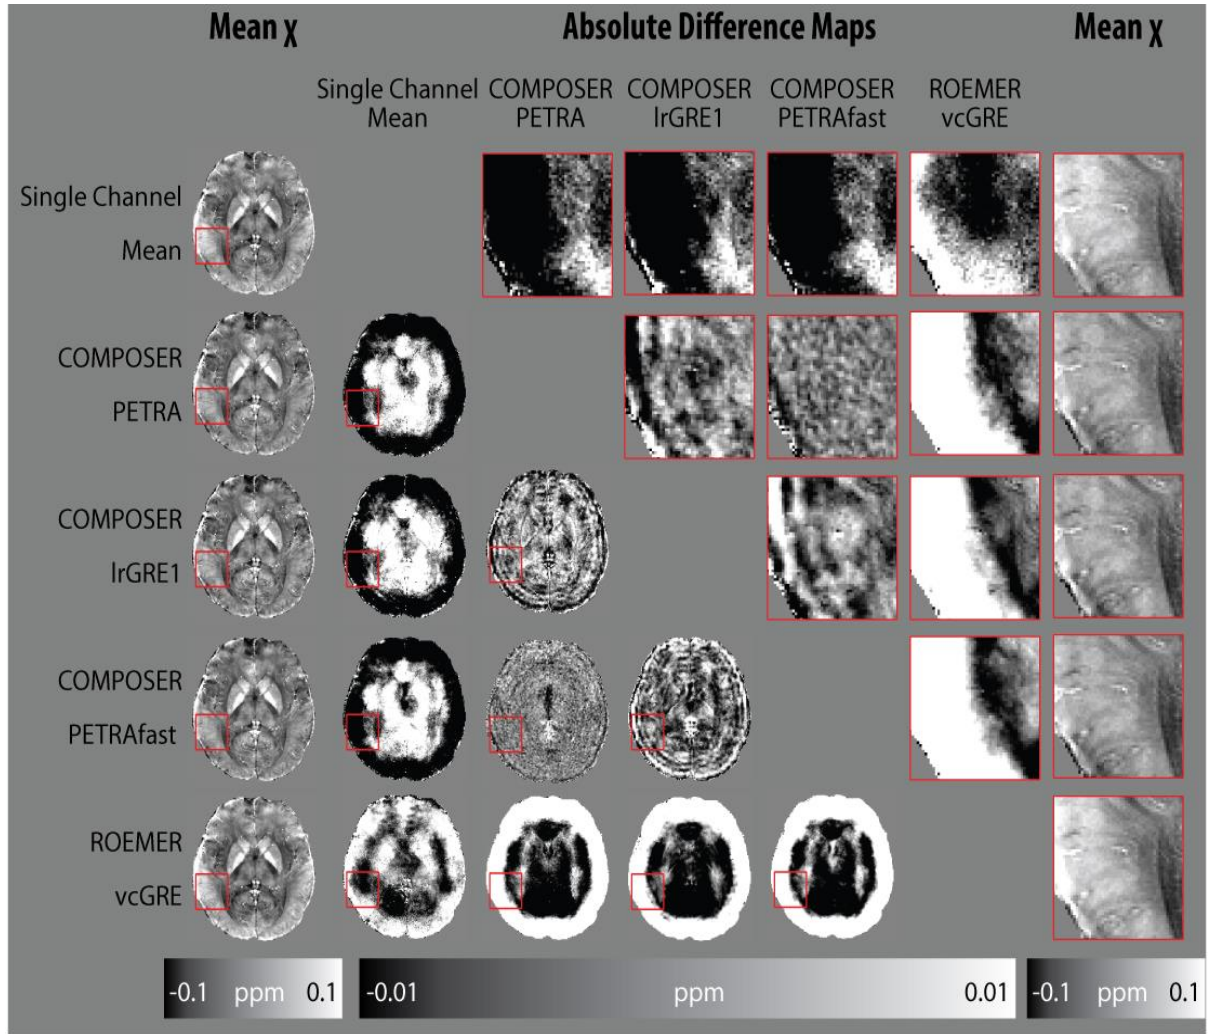 Mean χ
Absolute Difference Maps
Mean χ
Single Channel
Mean
COMPOSER
PETRA
COMPOSER
lrGRE1
COMPOSER
PETRAfast
ROEMER
vcGRE
Single Channel
Mean
COMPOSER
PETRA
COMPOSER
lrGRE1
COMPOSER
PETRAfast
ROEMER
vcGRE
-0.1 ppm 0.1
-0.01 ppm 0.01
-0.1 ppm 0.1